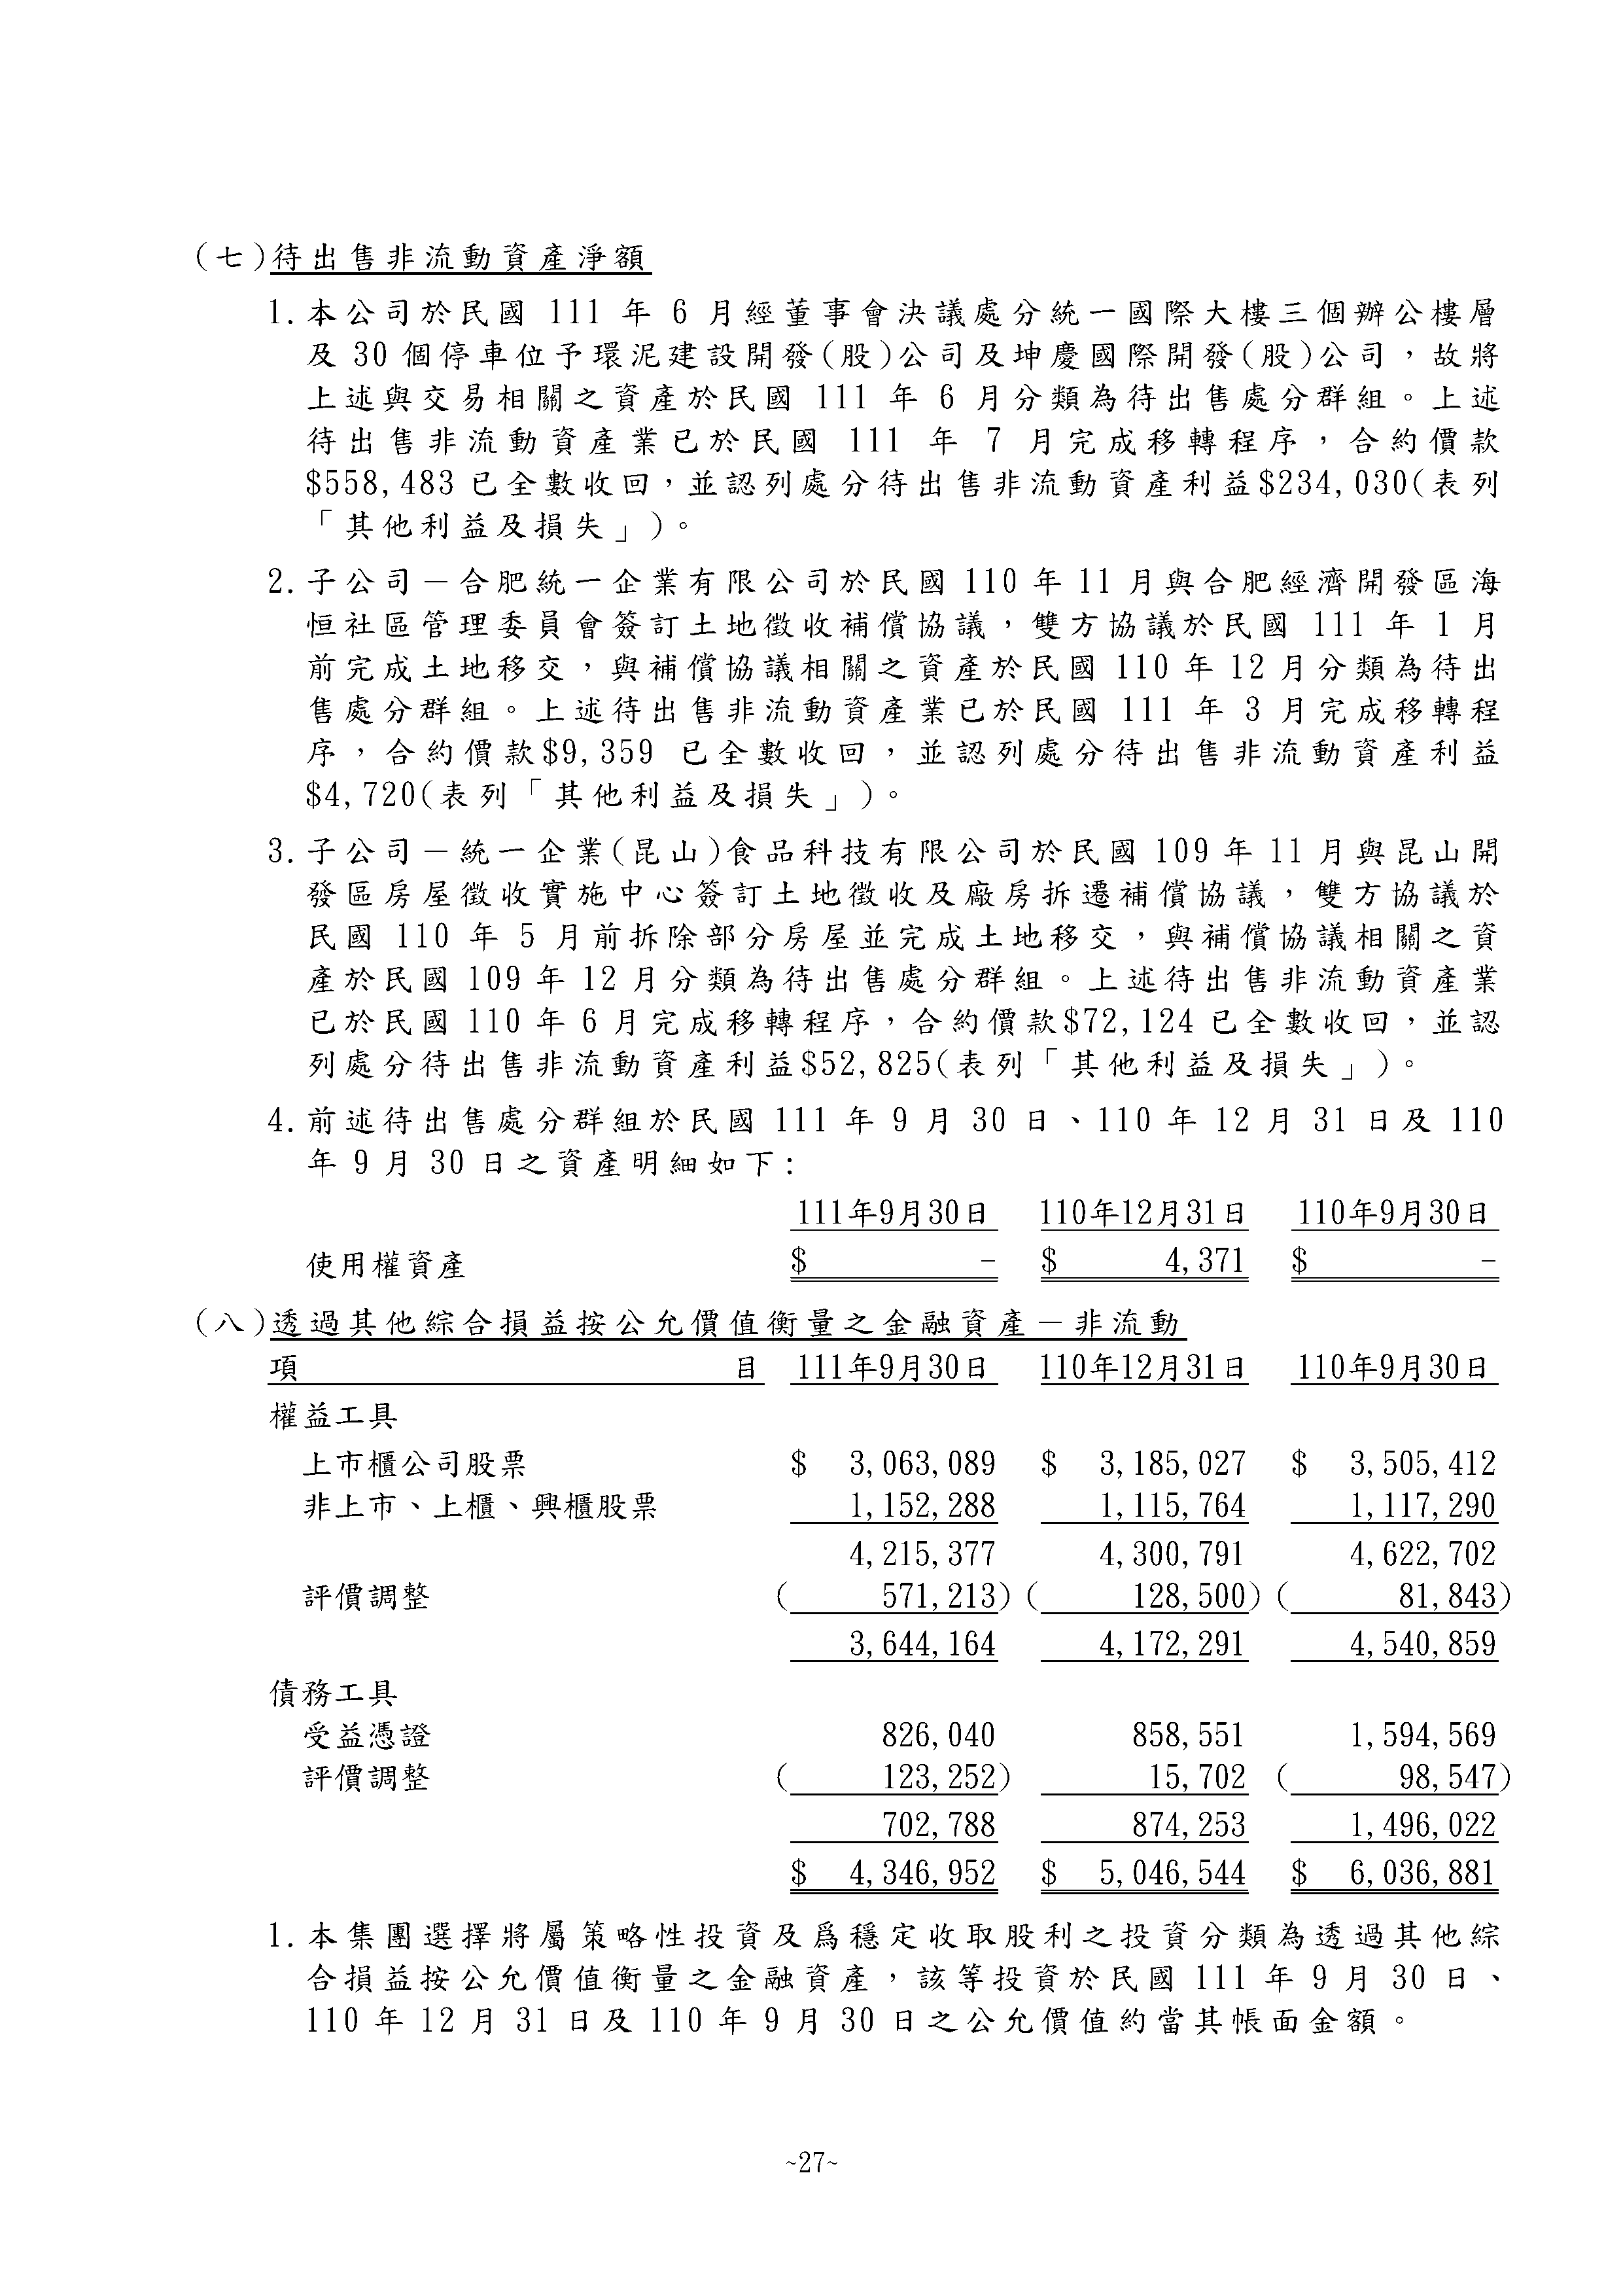 (七)待出售非流動資產淨額
1.本公司於民國 111 年 6 月經董事會決議處分統一國際大樓三個辦公樓層
及 30 個停車位予環泥建設開發(股)公司及坤慶國際開發(股)公司，故將
上述與交易相關之資產於民國 111 年 6 月分類為待出售處分群組。上述
待出售非流動資產業已於民國 111 年 7 月完成移轉程序，合約價款
$558,483 已全數收回，並認列處分待出售非流動資產利益$234,030(表列
「其他利益及損失」)。
2.子公司－合肥統一企業有限公司於民國 110 年 11 月與合肥經濟開發區海
恒社區管理委員會簽訂土地徵收補償協議，雙方協議於民國 111 年 1 月
前完成土地移交，與補償協議相關之資產於民國 110 年 12 月分類為待出
售處分群組。上述待出售非流動資產業已於民國 111 年 3 月完成移轉程
序，合約價款$9,359 已全數收回，並認列處分待出售非流動資產利益
$4,720(表列「其他利益及損失」)。
3.子公司－統一企業(昆山)食品科技有限公司於民國 109 年 11 月與昆山開
發區房屋徵收實施中心簽訂土地徵收及廠房拆遷補償協議，雙方協議於
民國 110 年 5 月前拆除部分房屋並完成土地移交，與補償協議相關之資
產於民國 109 年 12 月分類為待出售處分群組。上述待出售非流動資產業
已於民國 110 年 6 月完成移轉程序，合約價款$72,124 已全數收回，並認
列處分待出售非流動資產利益$52,825(表列「其他利益及損失」)。
4.前述待出售處分群組於民國 111 年 9 月 30 日、110 年 12 月 31 日及 110
年 9 月 30 日之資產明細如下：
111年9月30日 110年12月31日 110年9月30日
使用權資產 $ - $ 4,371 $ -
(八)透過其他綜合損益按公允價值衡量之金融資產－非流動
項 目 111年9月30日 110年12月31日 110年9月30日
權益工具
上市櫃公司股票 $ 3,063,089 $ 3,185,027 $ 3,505,412
非上市、上櫃、興櫃股票 1,152,288 1,115,764 1,117,290
4,215,377 4,300,791 4,622,702
評價調整 ( 571,213) ( 128,500) ( 81,843)
3,644,164 4,172,291 4,540,859
債務工具
受益憑證 826,040 858,551 1,594,569
評價調整 ( 123,252) 15,702 ( 98,547)
702,788 874,253 1,496,022
$ 4,346,952 $ 5,046,544 $ 6,036,881
1.本集團選擇將屬策略性投資及爲穩定收取股利之投資分類為透過其他綜
合損益按公允價值衡量之金融資產，該等投資於民國 111 年 9 月 30 日、
110 年 12 月 31 日及 110 年 9 月 30 日之公允價值約當其帳面金額。
~27~